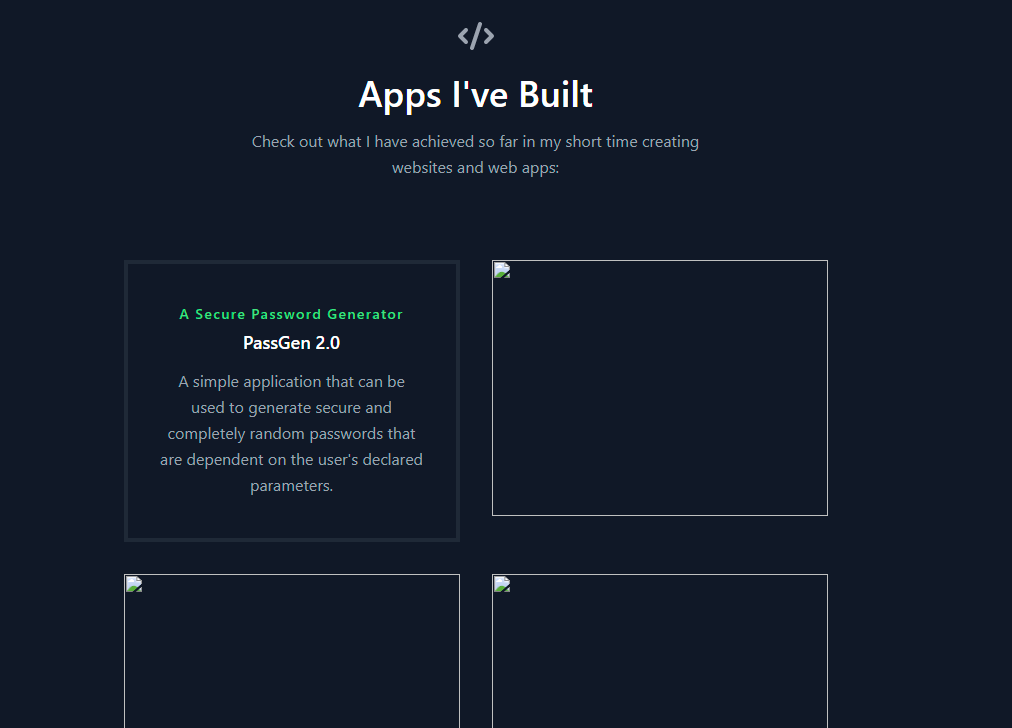 Apps I've Built
Check out what I have achieved so far in my short time creating
websites and web apps:
A Secure Password Generator
PassGen 2.0
A simple application that can be
used to generate secure and
completely random passwords that
are dependent on the user's declared
parameters.